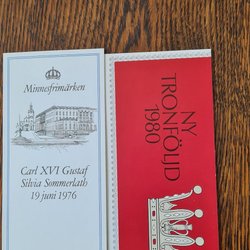 Minnesfrimärken
Carl XVI Gustaf
Silvia Sommerlath
19 juni 1976
NY
TRONFÖLJD
1980